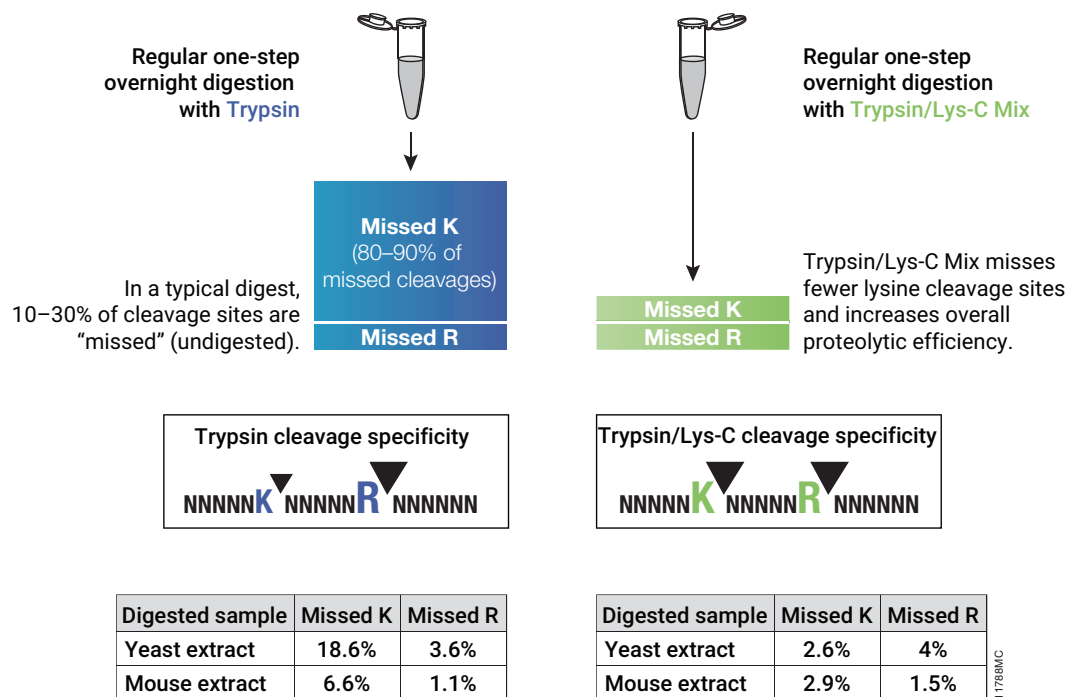 Regular one-step
overnight digestion
with Trypsin
Regular one-step
overnight digestion
with Trypsin/Lys-C Mix
Missed K
(80–90% of
missed cleavages)
Missed R
In a typical digest,
10–30% of cleavage sites are
“missed” (undigested).
Missed K
Missed R
Trypsin/Lys-C Mix misses
fewer lysine cleavage sites
and increases overall
proteolytic efficiency.
Trypsin cleavage specificity
NNNNNKNNNNNRNNNNNN
Trypsin/Lys-C cleavage specificity
NNNNNKNNNNNRNNNNNN
Digested sample Missed K Missed R
Yeast extract 18.6% 3.6%
Mouse extract 6.6% 1.1%
Digested sample Missed K Missed R
Yeast extract 2.6% 4%
Mouse extract 2.9% 1.5%
11788MC